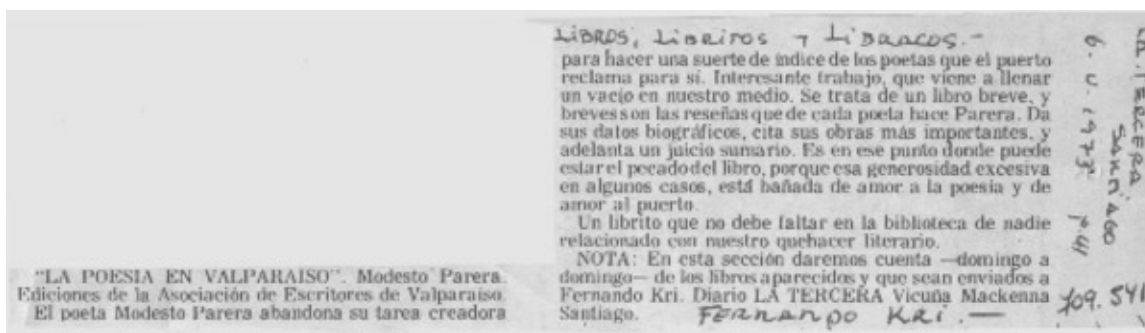 "LA POESIA EN VALPARAISO". Modesto Parera.
Ediciones de la Asociación de Escritores de Valparaíso.
El poeta Modesto Parera abandona su tarea creadora
LIBROS, LIBRITOS Y LIBRACOS.-
para hacer una suerte de índice de los poetas que el puerto
reclama para sí. Interesante trabajo, que viene a llenar
un vacío en nuestro medio. Se trata de un libro breve, y
breves son las reseñas que de cada poeta hace Parera. Da
sus datos biográficos, cita sus obras más importantes, y
adelanta un juicio sumario. Es en ese punto donde puede
estar el pecado del libro, porque esa generosidad excesiva
en algunos casos, está bañada de amor a la poesía y de
amor al puerto.
Un librito que no debe faltar en la biblioteca de nadie
relacionado con nuestro quehacer literario.
NOTA: En esta sección daremos cuenta —domingo a
domingo— de los libros aparecidos y que sean enviados a
Fernando Kri. Diario LA TERCERA Vicuña Mackenna
Santiago.
FERNANDO KRI.—
LA TERCERA
SANTIAGO
6. V. 1973
109.541